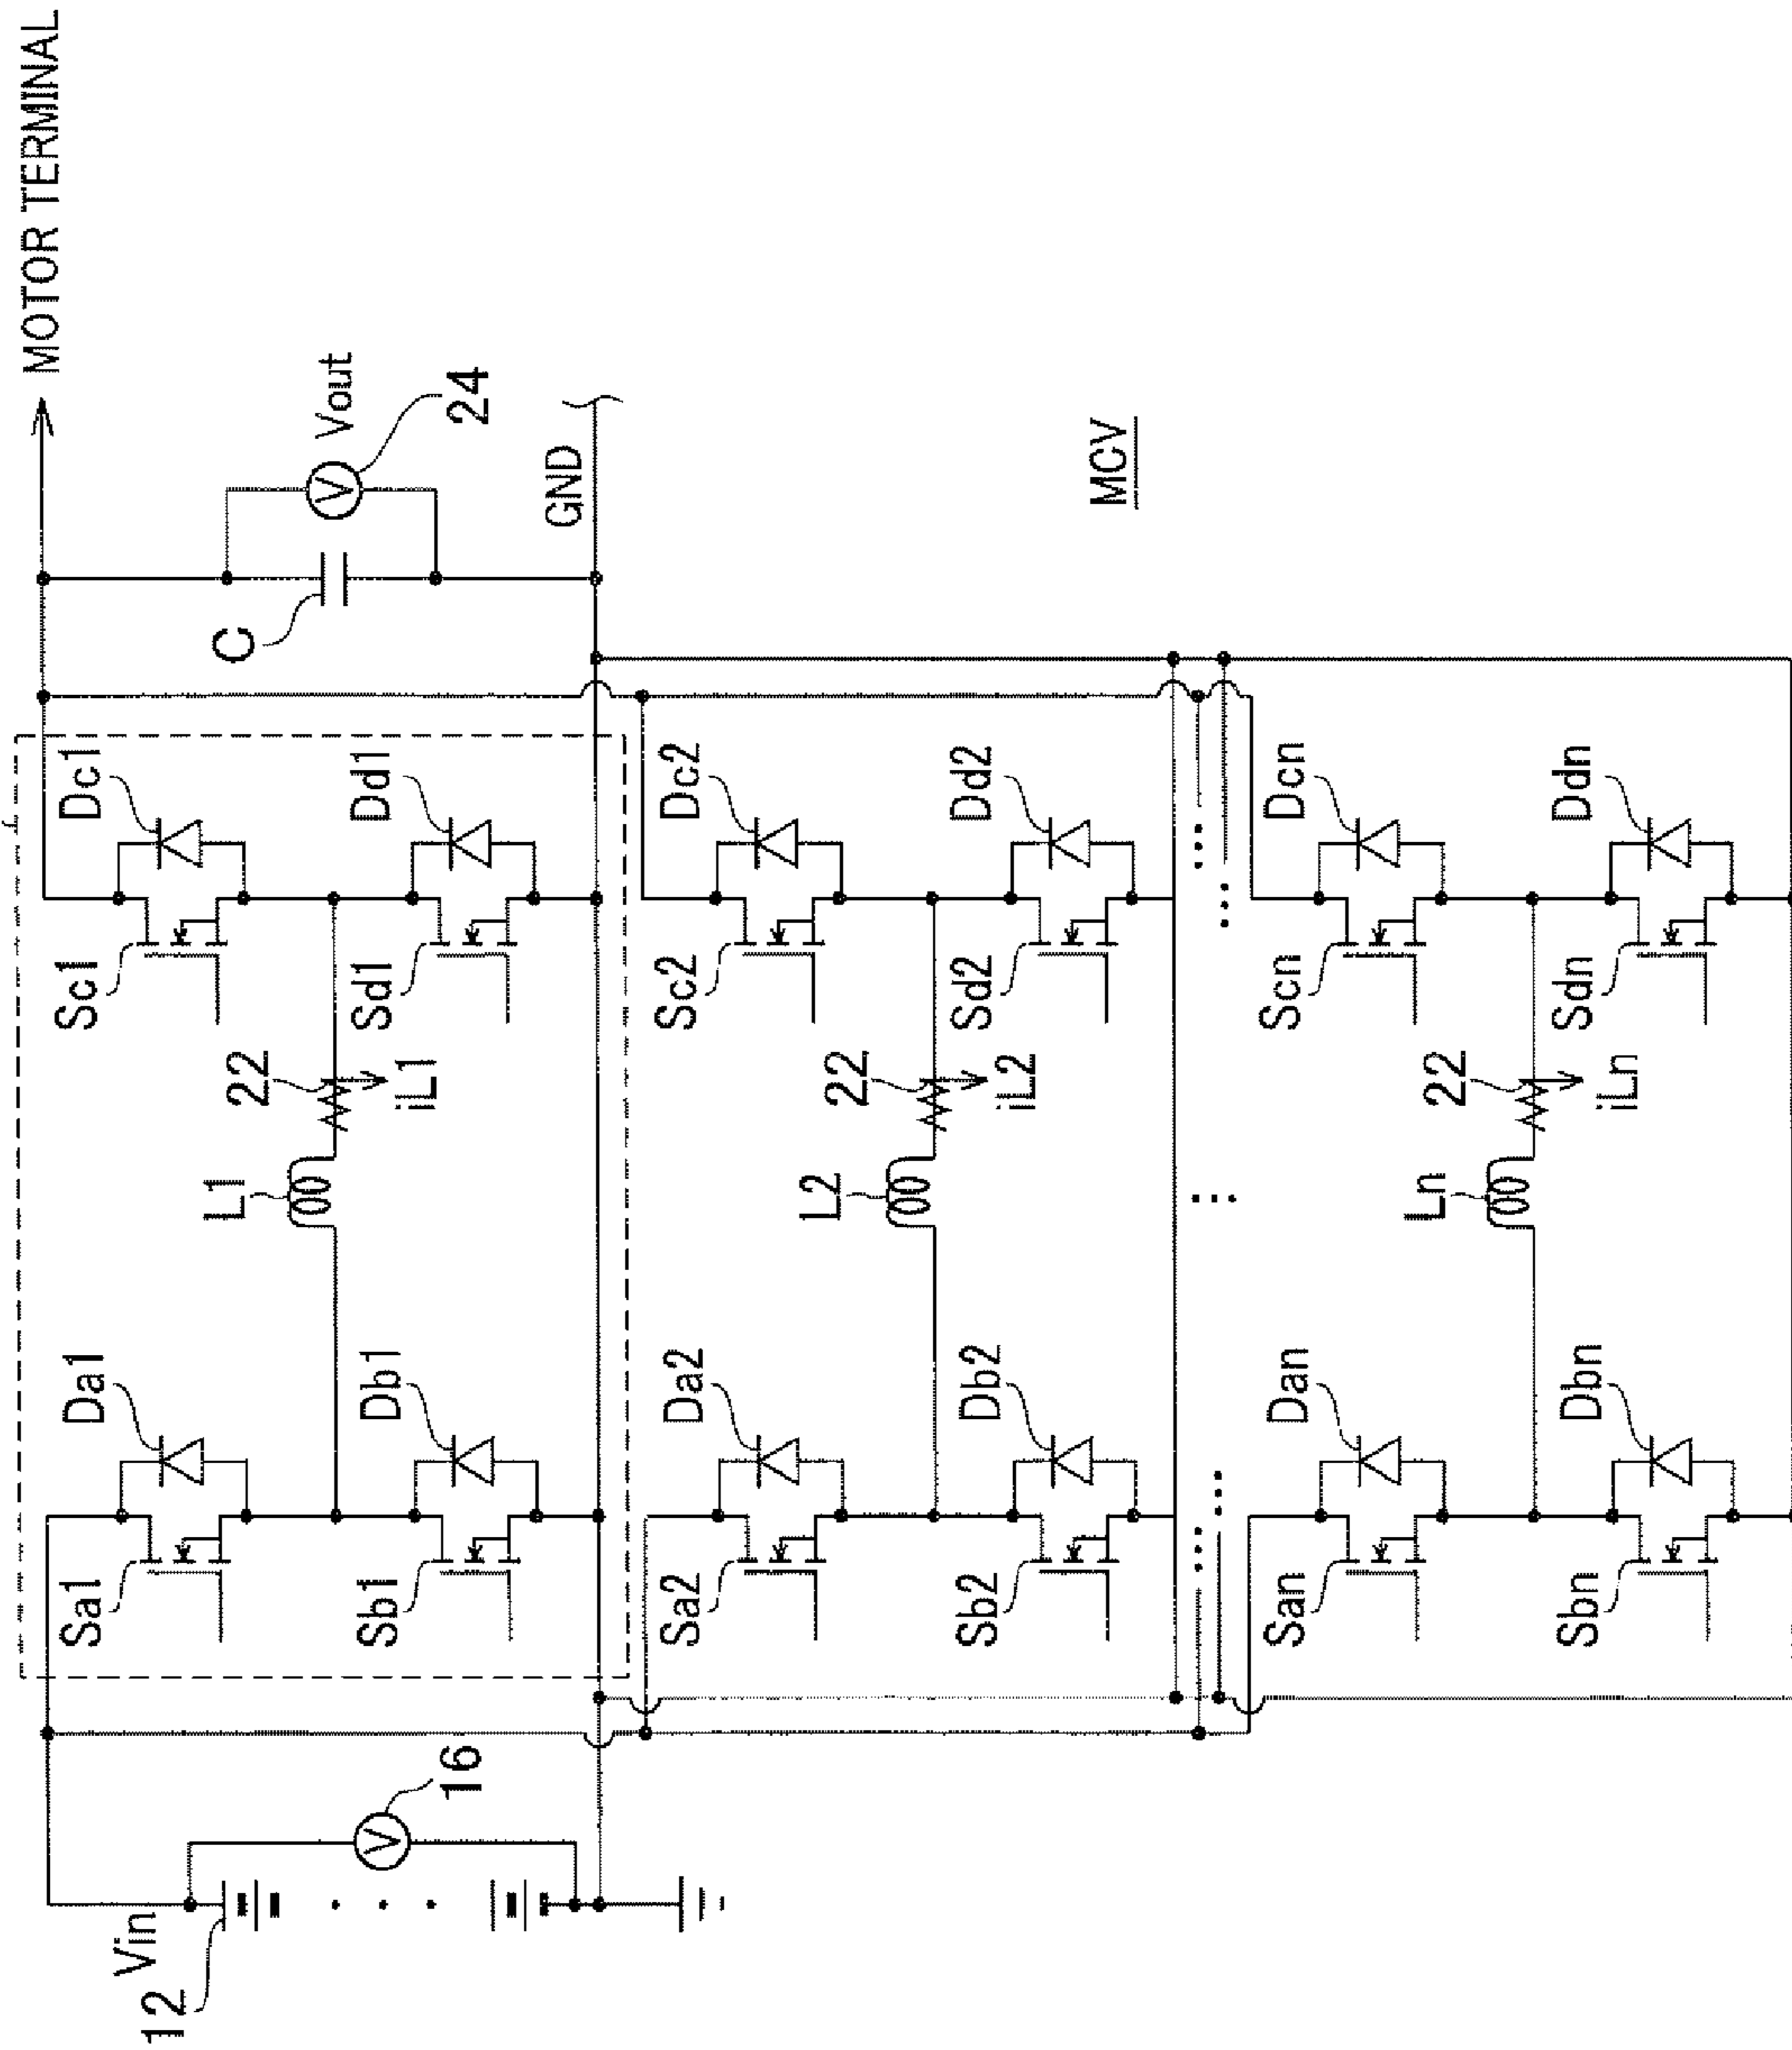 MOTOR TERMINAL
Vout
24
C
GND
MCV
Dc1
Sc1
Dd1
Sd1
22
iL1
L1
Da1
Sa1
Db1
Sb1
Dc2
Sc2
Dd2
Sd2
22
iL2
L2
Da2
Sa2
Db2
Sb2
Dcn
Scn
Ddn
Sdn
22
iLn
Ln
Dan
San
Dbn
Sbn
V
V
16
Vin
12